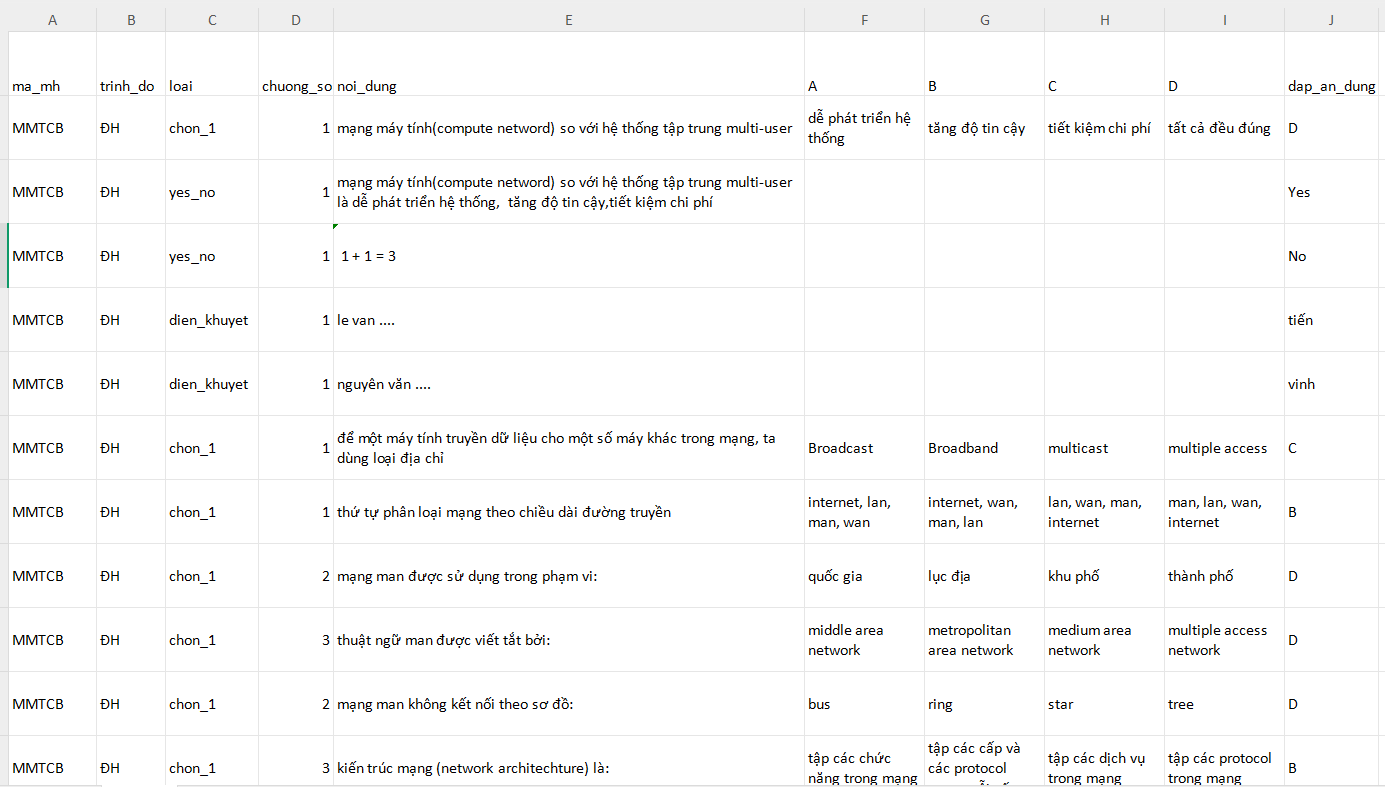 A B C D E F G H I J
ma_mh trinh_do loai chuong_so noi_dung A B C D dap_an_dung
MMTCB ĐH chon_1 1 mạng máy tính(compute netword) so với hệ thống tập trung multi-user dễ phát triển hệ thống tăng độ tin cậy tiết kiệm chi phí tất cả đều đúng D
MMTCB ĐH yes_no 1 mạng máy tính(compute netword) so với hệ thống tập trung multi-user là dễ phát triển hệ thống, tăng độ tin cậy,tiết kiệm chi phí Yes
MMTCB ĐH yes_no 1 1 + 1 = 3 No
MMTCB ĐH dien_khuyet 1 le van .... tiến
MMTCB ĐH dien_khuyet 1 nguyên văn .... vinh
MMTCB ĐH chon_1 1 để một máy tính truyền dữ liệu cho một số máy khác trong mạng, ta dùng loại địa chỉ Broadcast Broadband multicast multiple access C
MMTCB ĐH chon_1 1 thứ tự phân loại mạng theo chiều dài đường truyền internet, lan, man, wan internet, wan, man, lan lan, wan, man, internet man, lan, wan, internet B
MMTCB ĐH chon_1 2 mạng man được sử dụng trong phạm vi: quốc gia lục địa khu phố thành phố D
MMTCB ĐH chon_1 3 thuật ngữ man được viết tắt bởi: middle area network metropolitan area network medium area network multiple access network D
MMTCB ĐH chon_1 2 mạng man không kết nối theo sơ đồ: bus ring star tree D
MMTCB ĐH chon_1 3 kiến trúc mạng (network architechture) là: tập các chức năng trong mạng tập các cấp và các protocol tập các dịch vụ trong mạng tập các protocol trong mạng B